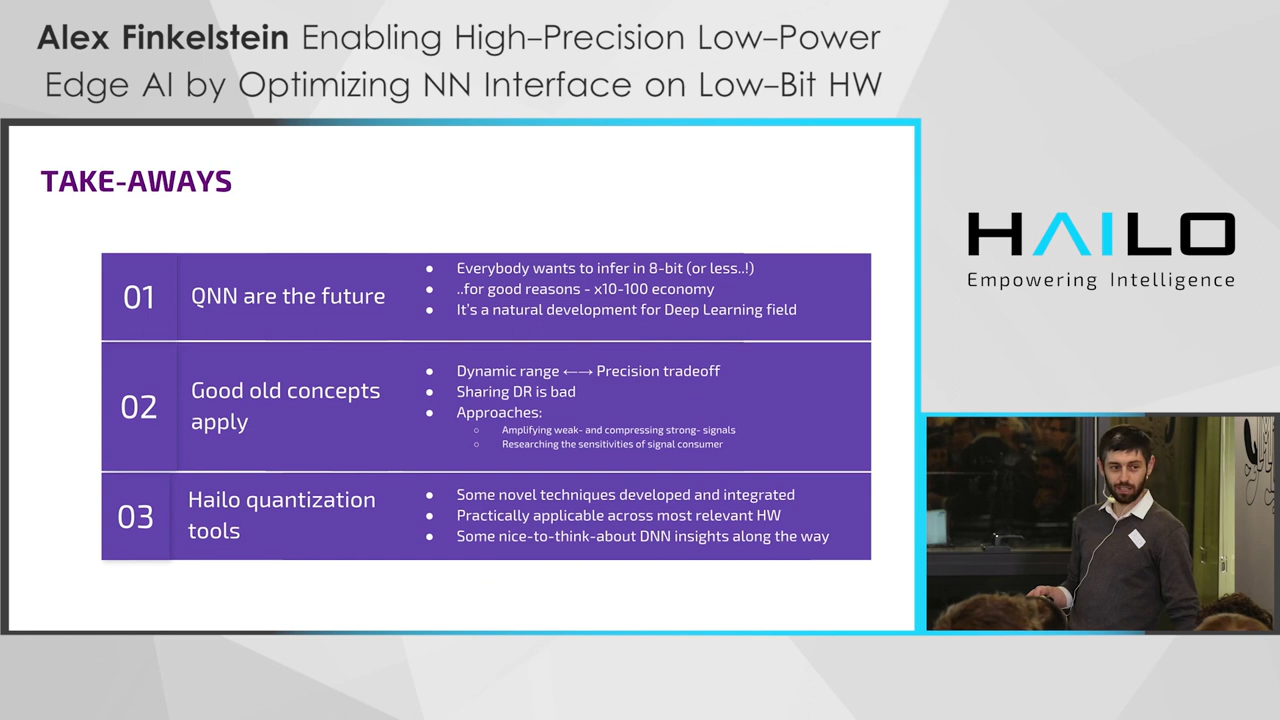 Alex Finkelstein Enabling High-Precision Low-Power
Edge AI by Optimizing NN Interface on Low-Bit HW
TAKE-AWAYS
01
QNN are the future
● Everybody wants to infer in 8-bit (or less..!)
● ..for good reasons - x10-100 economy
● It's a natural development for Deep Learning field
02
Good old concepts
apply
● Dynamic range ←→ Precision tradeoff
● Sharing DR is bad
● Approaches:
○ Amplifying weak- and compressing strong- signals
○ Researching the sensitivities of signal consumer
03
Hailo quantization
tools
● Some novel techniques developed and integrated
● Practically applicable across most relevant HW
● Some nice-to-think-about DNN insights along the way
HAILO
Empowering Intelligence